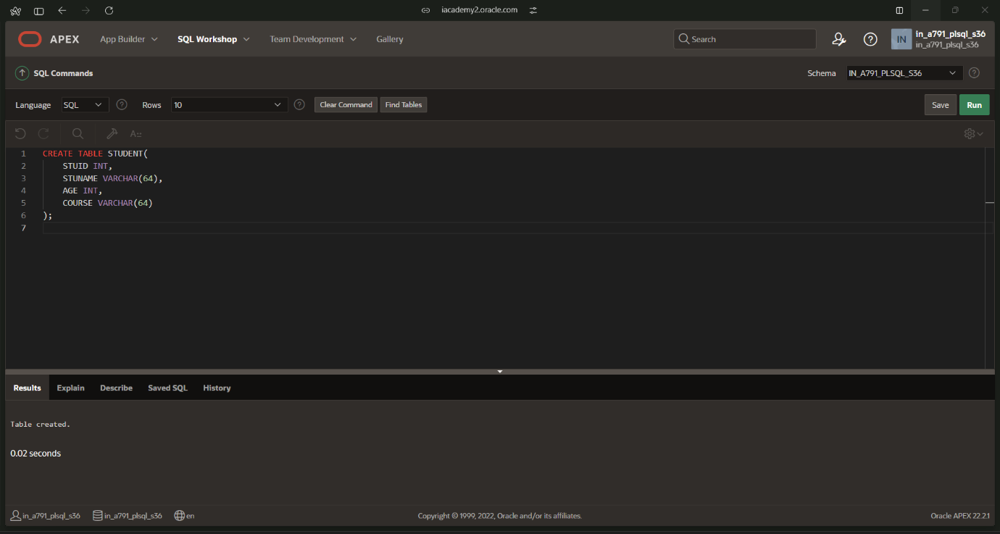 iacademy2.oracle.com
APEX App Builder SQL Workshop Team Development Gallery Search IN in_a791_plsql_s36
in_a791_plsql_s36
SQL Commands Schema IN_A791_PLSQL_S36
Language SQL Rows 10 Clear Command Find Tables Save Run
A
1 CREATE TABLE STUDENT(
2 STUID INT,
3 STUNAME VARCHAR(64),
4 AGE INT,
5 COURSE VARCHAR(64)
6 );
7
Results Explain Describe Saved SQL History
Table created.
0.02 seconds
in_a791_plsql_s36 in_a791_plsql_s36 en Copyright © 1999, 2022, Oracle and/or its affiliates. Oracle APEX 22.2.1